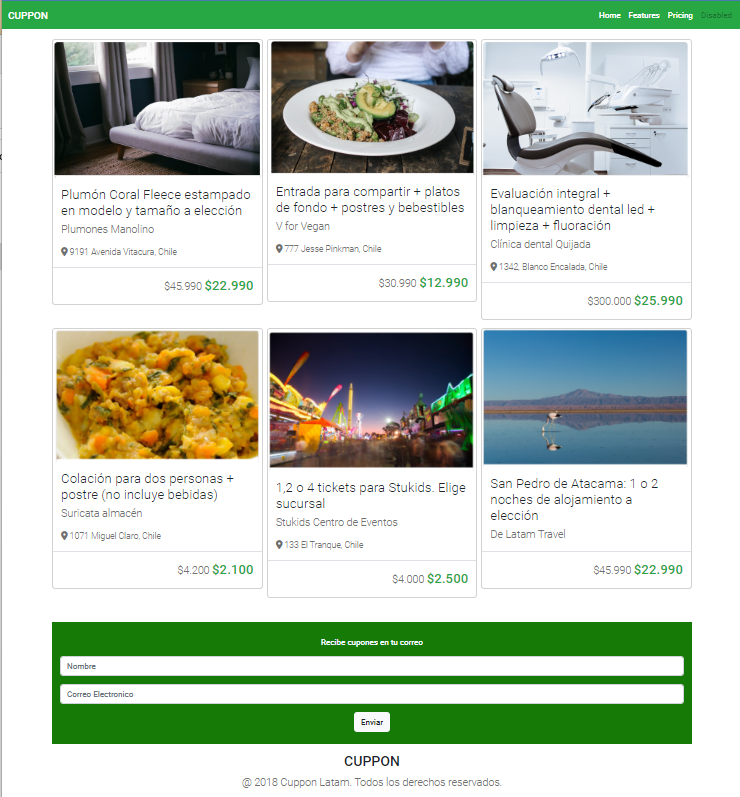 CUPPON
Home Features Pricing Disabled
Plumón Coral Fleece estampado
en modelo y tamaño a elección
Plumones Manolino
9191 Avenida Vitacura, Chile
$45.990 $22.990
Entrada para compartir + platos
de fondo + postres y bebestibles
V for Vegan
777 Jesse Pinkman, Chile
$30.990 $12.990
Evaluación integral +
blanqueamiento dental led +
limpieza + fluoración
Clínica dental Quijada
1342, Blanco Encalada, Chile
$300.000 $25.990
Colación para dos personas +
postre (no incluye bebidas)
Suricata almacén
1071 Miguel Claro, Chile
$4.200 $2.100
1,2 o 4 tickets para Stukids. Elige
sucursal
Stukids Centro de Eventos
133 El Tranque, Chile
$4.000 $2.500
San Pedro de Atacama: 1 o 2
noches de alojamiento a
elección
De Latam Travel
$45.990 $22.990
Recibe cupones en tu correo
Nombre
Correo Electronico
Enviar
CUPPON
@ 2018 Cuppon Latam. Todos los derechos reservados.